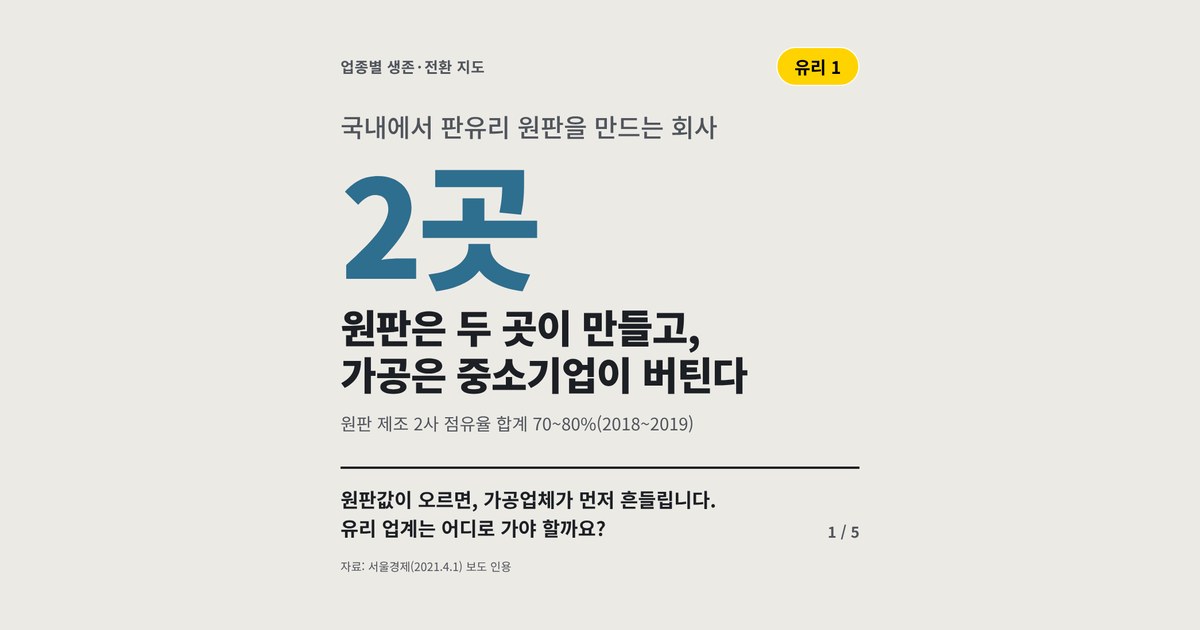 업종별 생존·전환 지도
유리 1
국내에서 판유리 원판을 만드는 회사
2곳
원판은 두 곳이 만들고,
가공은 중소기업이 버틴다
원판 제조 2사 점유율 합계 70~80%(2018~2019)
원판값이 오르면, 가공업체가 먼저 흔들립니다.
유리 업계는 어디로 가야 할까요?
1 / 5
자료: 서울경제(2021.4.1) 보도 인용